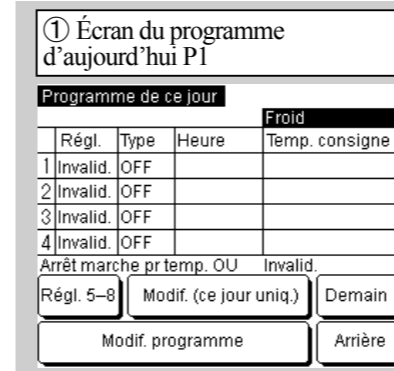 ① Écran du programme
d’aujourd’hui P1
Programme de ce jour
Froid
Régl. Type Heure Temp. consigne
1 Invalid. OFF
2 Invalid. OFF
3 Invalid. OFF
4 Invalid. OFF
Arrêt marche pr temp. OU Invalid.
Régl. 5–8 Modif. (ce jour uniq.) Demain
Modif. programme Arrière